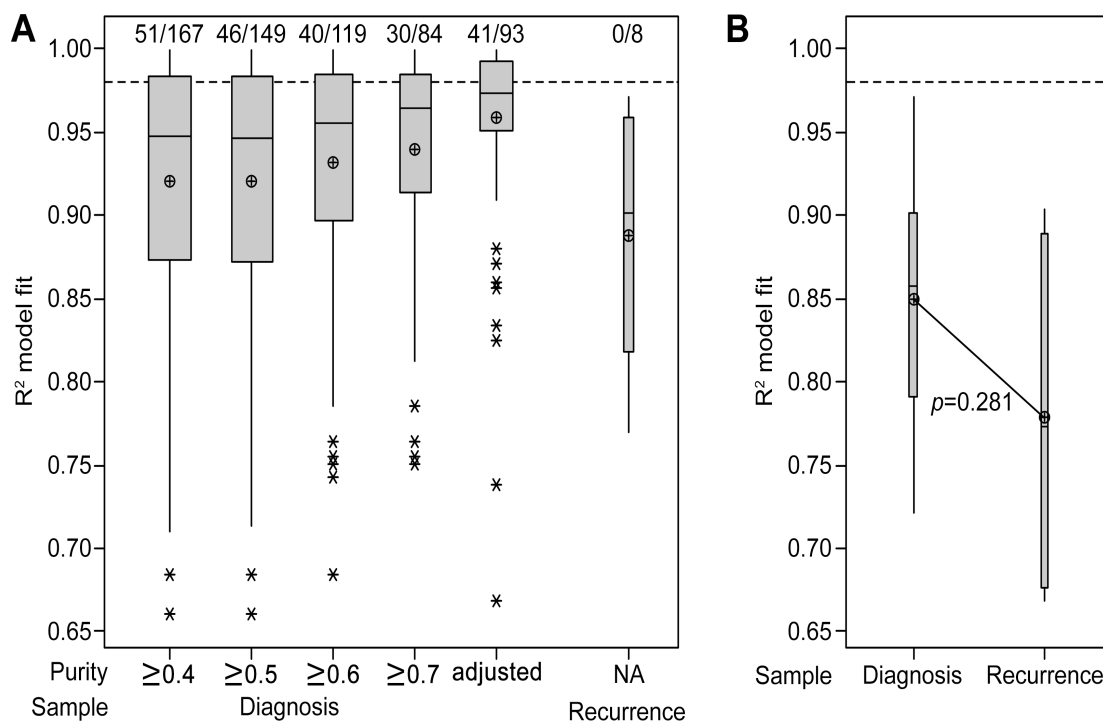 A
51/167 46/149 40/119 30/84 41/93 0/8
1.00
0.95
0.90
0.85
0.80
0.75
0.70
0.65
R² model fit
Purity ≥0.4 ≥0.5 ≥0.6 ≥0.7 adjusted NA
Sample Diagnosis Recurrence
B
1.00
0.95
0.90
0.85
0.80
0.75
0.70
0.65
R² model fit
p=0.281
Sample Diagnosis Recurrence